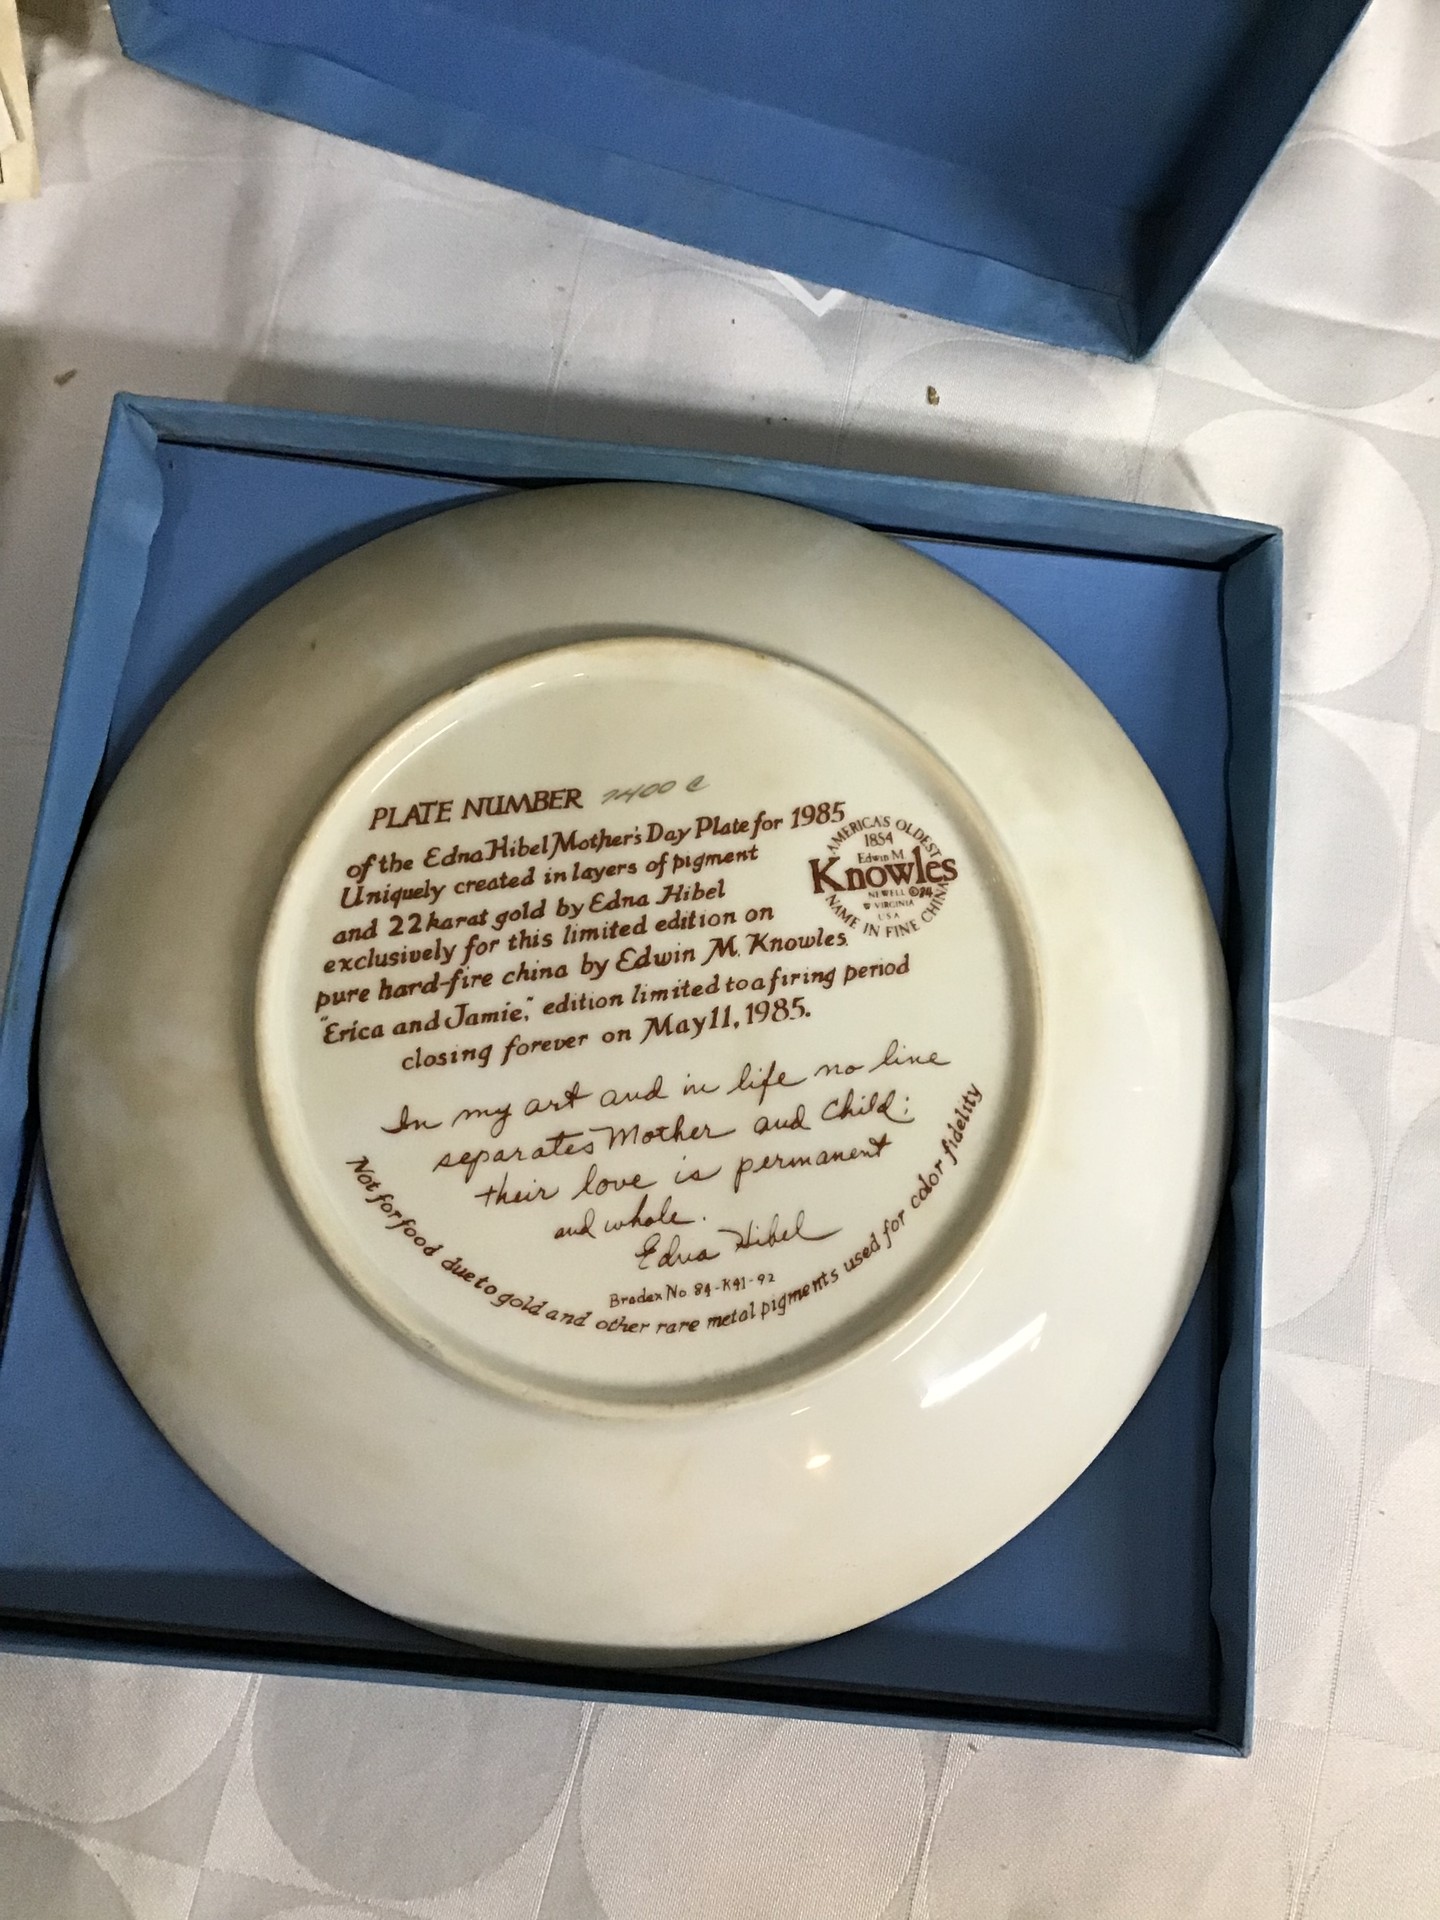 PLATE NUMBER 7400 C
of the Edna Hibel Mother's Day Plate for 1985
Uniquely created in layers of pigment
and 22 karat gold by Edna Hibel
exclusively for this limited edition on
pure hard-fire china by Edwin M. Knowles.
"Erica and Jamie," edition limited to a firing period
closing forever on May 11, 1985.
AMERICA'S OLDEST
1854
Edwin M.
Knowles
NEWELL ©84
W VIRGINIA
USA
NAME IN FINE CHINA
In my art and in life no line
separates Mother and Child;
their love is permanent
and whole.
Edna Hibel
Bradex No 84-K41-92
Not for food due to gold and other rare metal pigments used for color fidelity